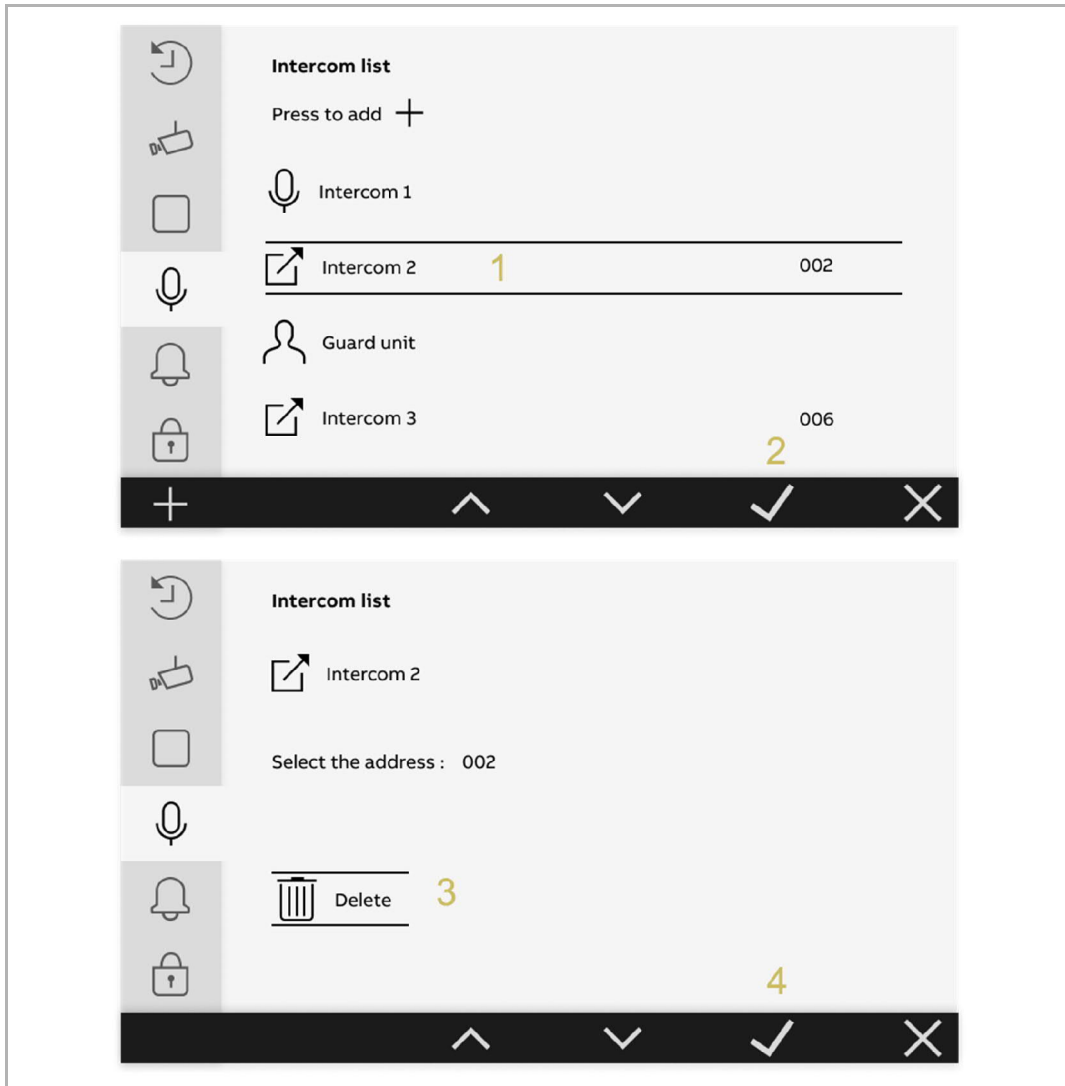 Intercom list
Press to add
Intercom 1
Intercom 2 1 002
Guard unit
Intercom 3 006
2
Intercom list
Intercom 2
Select the address : 002
Delete 3
4